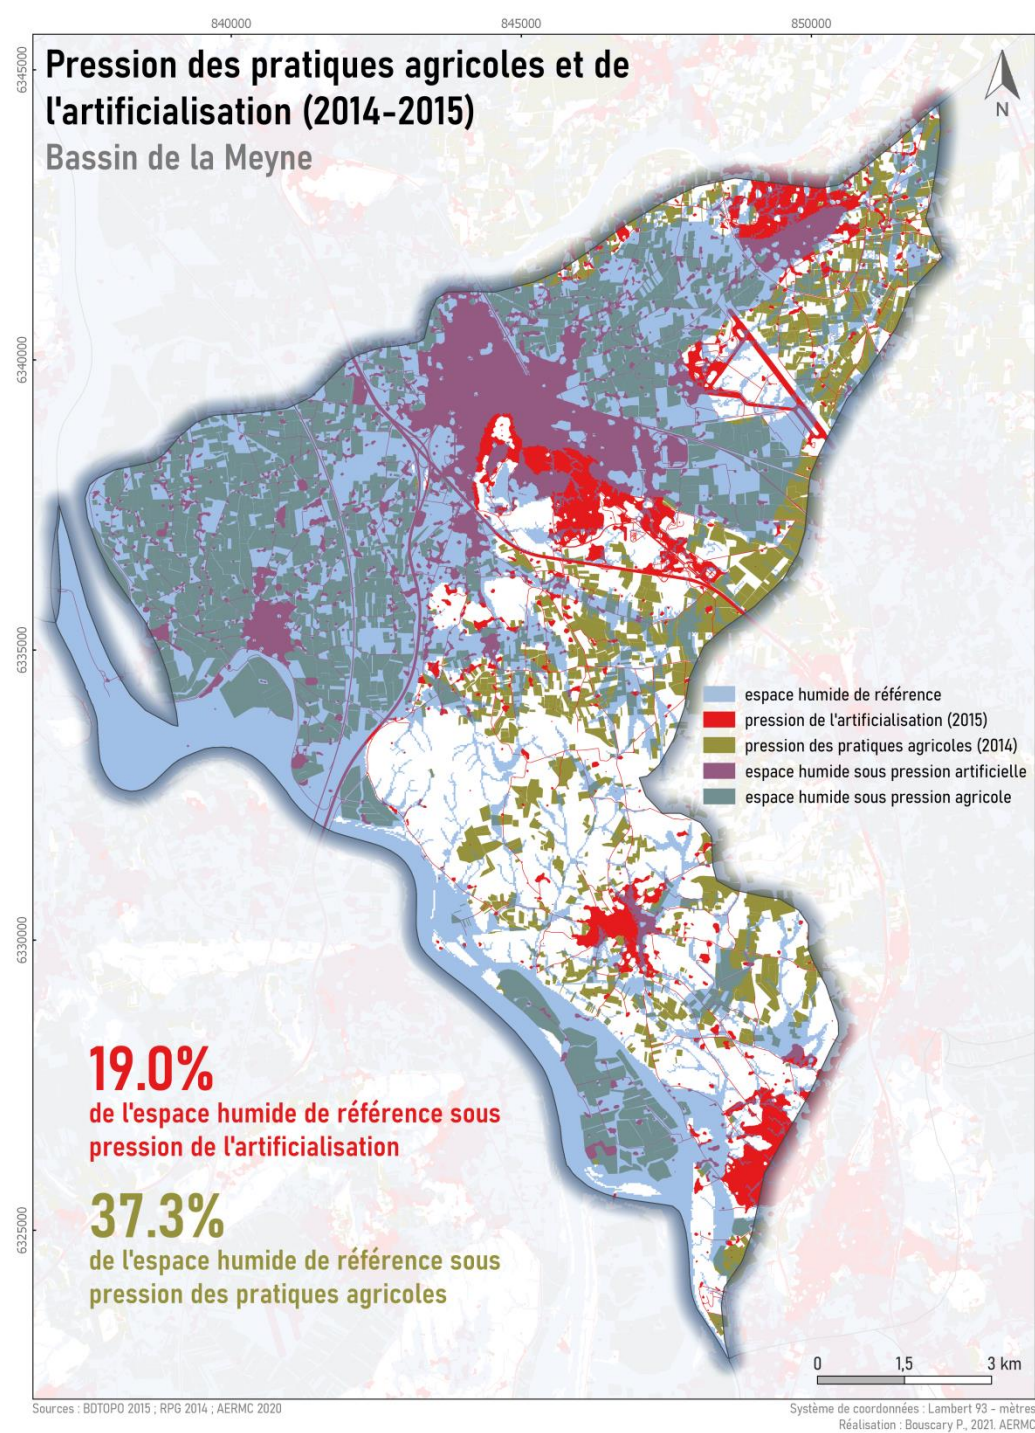 840000
845000
850000
6345000
Pression des pratiques agricoles et de
l'artificialisation (2014-2015)
Bassin de la Meyne
N
6340000
6335000
espace humide de référence
pression de l'artificialisation (2015)
pression des pratiques agricoles (2014)
espace humide sous pression artificielle
espace humide sous pression agricole
6330000
19.0%
de l'espace humide de référence sous
pression de l'artificialisation
37.3%
de l'espace humide de référence sous
pression des pratiques agricoles
6325000
0 1,5 3 km
Sources : BDTOPO 2015 ; RPG 2014 ; AERMC 2020
Système de coordonnées : Lambert 93 - mètres
Réalisation : Bouscary P., 2021. AERMC